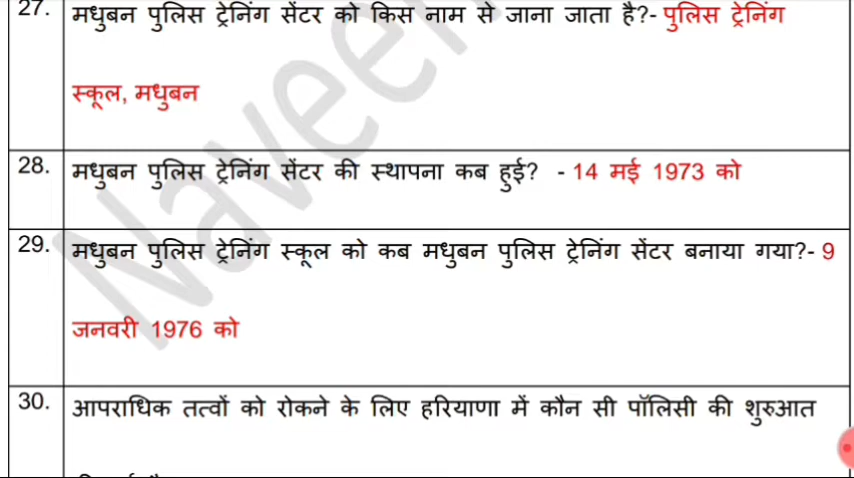 27. मधुबन पुलिस ट्रेनिंग सेंटर को किस नाम से जाना जाता है?- पुलिस ट्रेनिंग
स्कूल, मधुबन
28. मधुबन पुलिस ट्रेनिंग सेंटर की स्थापना कब हुई? - 14 मई 1973 को
29. मधुबन पुलिस ट्रेनिंग स्कूल को कब मधुबन पुलिस ट्रेनिंग सेंटर बनाया गया?- 9
जनवरी 1976 को
30. आपराधिक तत्वों को रोकने के लिए हरियाणा में कौन सी पॉलिसी की शुरुआत
Naveen